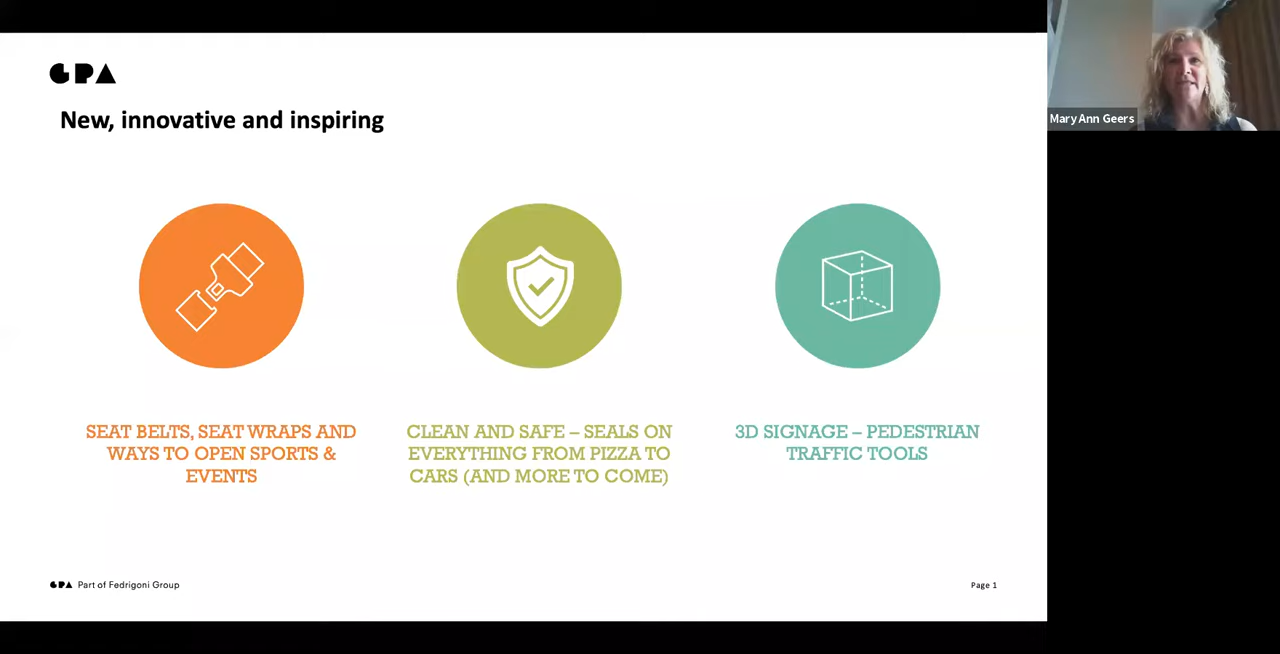 GPA
New, innovative and inspiring
Mary Ann Geers
SEAT BELTS, SEAT WRAPS AND
WAYS TO OPEN SPORTS &
EVENTS
CLEAN AND SAFE – SEALS ON
EVERYTHING FROM PIZZA TO
CARS (AND MORE TO COME)
3D SIGNAGE – PEDESTRIAN
TRAFFIC TOOLS
GPA Part of Fedrigoni Group
Page 1